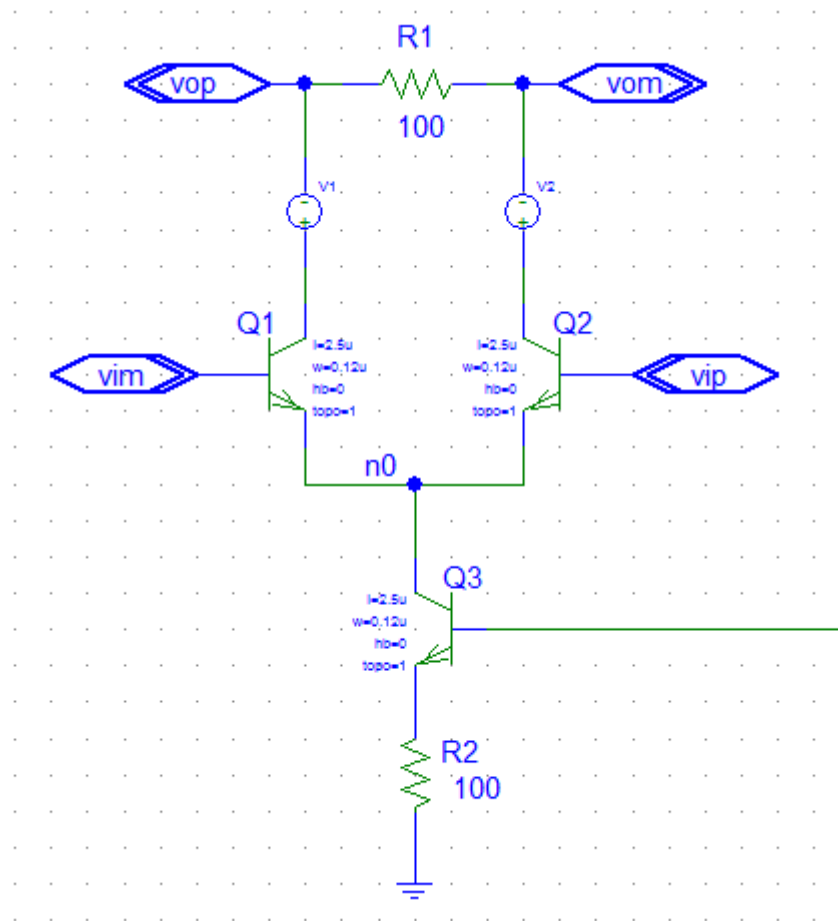 R1
vop
vom
100
V1
-
+
V2
-
+
Q1
Q2
l=2.5u
w=0.12u
hb=0
topo=1
l=2.5u
w=0.12u
hb=0
topo=1
vim
vip
n0
Q3
l=2.5u
w=0.12u
hb=0
topo=1
R2
100